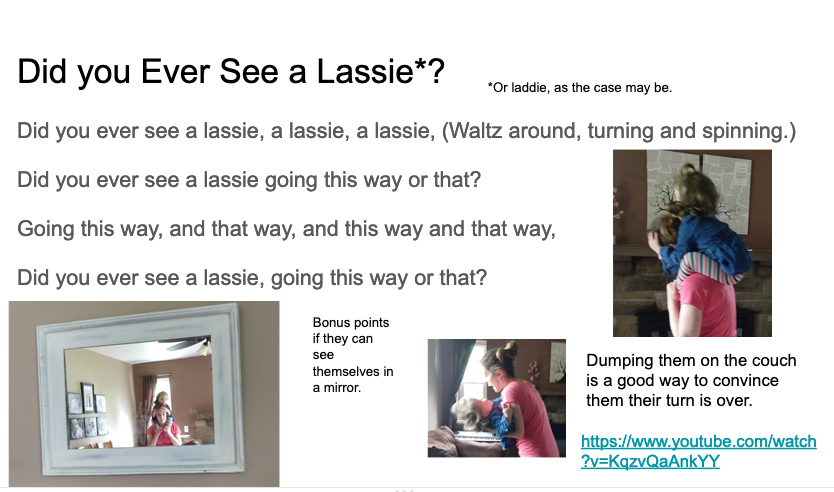 Did you Ever See a Lassie*?
*Or laddie, as the case may be.
Did you ever see a lassie, a lassie, a lassie, (Waltz around, turning and spinning.)
Did you ever see a lassie going this way or that?
Going this way, and that way, and this way and that way,
Did you ever see a lassie, going this way or that?
Bonus points
if they can
see
themselves in
a mirror.
Dumping them on the couch
is a good way to convince
them their turn is over.
https://www.youtube.com/watch
?v=KqzvQaAnkYY